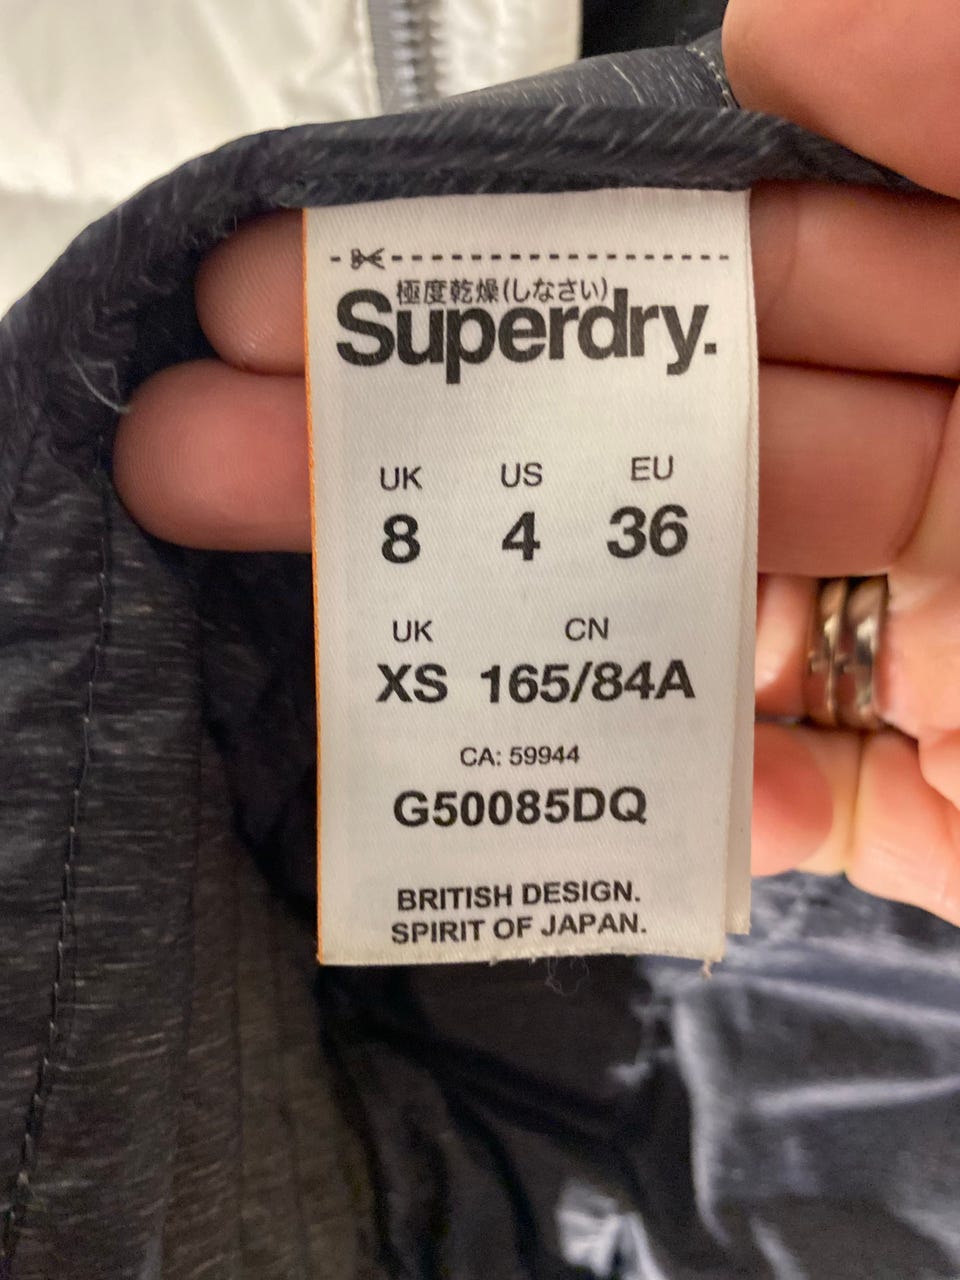 極度乾燥(しなさい)
Superdry.
UK US EU
8 4 36
UK CN
XS 165/84A
CA: 59944
G50085DQ
BRITISH DESIGN.
SPIRIT OF JAPAN.